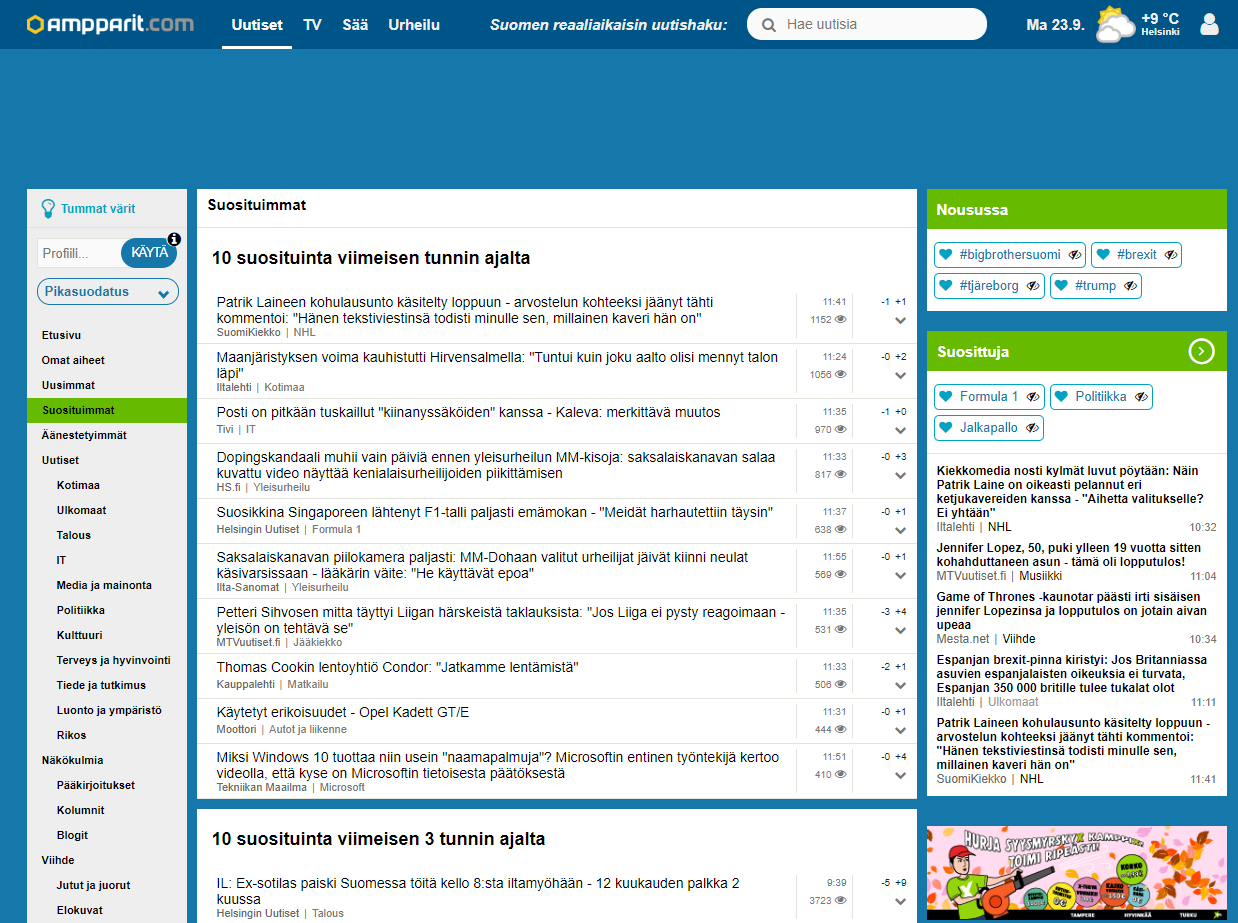 Ampparit.com
Uutiset
TV
Sää
Urheilu
Suomen reaaliaikaisin uutishaku:
Hae uutisia
Ma 23.9.
+9 °C
Helsinki
Tummat värit
Profiili...
KÄYTÄ
i
Pikasuodatus
Etusivu
Omat aiheet
Uusimmat
Suosituimmat
Äänestetyimmät
Uutiset
Kotimaa
Ulkomaat
Talous
IT
Media ja mainonta
Politiikka
Kulttuuri
Terveys ja hyvinvointi
Tiede ja tutkimus
Luonto ja ympäristö
Rikos
Näkökulmia
Pääkirjoitukset
Kolumnit
Blogit
Viihde
Jutut ja juorut
Elokuvat
Suosituimmat
10 suosituinta viimeisen tunnin ajalta
Patrik Laineen kohulausunto käsitelty loppuun - arvostelun kohteeksi jäänyt tähti
kommentoi: "Hänen tekstiviestinsä todisti minulle sen, millainen kaveri hän on"
SuomiKiekko | NHL
11:41
1152
-1 +1
Maanjäristyksen voima kauhistutti Hirvensalmella: "Tuntui kuin joku aalto olisi mennyt talon
läpi"
Iltalehti | Kotimaa
11:24
1056
-0 +2
Posti on pitkään tuskaillut "kiinanyssäköiden" kanssa - Kaleva: merkittävä muutos
Tivi | IT
11:35
970
-1 +0
Dopingskandaali muhii vain päiviä ennen yleisurheilun MM-kisoja: saksalaiskanavan salaa
kuvattu video näyttää kenialaisurheilijoiden piikittämisen
HS.fi | Yleisurheilu
11:33
817
-0 +3
Suosikkina Singaporeen lähtenyt F1-talli paljasti emämokan - "Meidät harhautettiin täysin"
Helsingin Uutiset | Formula 1
11:37
638
-0 +1
Saksalaiskanavan piilokamera paljasti: MM-Dohaan valitut urheilijat jäivät kiinni neulat
käsivarsissaan - lääkärin väite: "He käyttävät epoa"
Ilta-Sanomat | Yleisurheilu
11:55
569
-0 +1
Petteri Sihvosen mitta täyttyi Liigan härskeistä taklauksista: "Jos Liiga ei pysty reagoimaan -
yleisön on tehtävä se"
MTVuutiset.fi | Jääkiekko
11:35
531
-3 +4
Thomas Cookin lentoyhtiö Condor: "Jatkamme lentämistä"
Kauppalehti | Matkailu
11:33
506
-2 +1
Käytetyt erikoisuudet - Opel Kadett GT/E
Moottori | Autot ja liikenne
11:31
444
-0 +1
Miksi Windows 10 tuottaa niin usein "naamapalmuja"? Microsoftin entinen työntekijä kertoo
videolla, että kyse on Microsoftin tietoisesta päätöksestä
Tekniikan Maailma | Microsoft
11:51
410
-0 +4
10 suosituinta viimeisen 3 tunnin ajalta
IL: Ex-sotilas paiski Suomessa töitä kello 8:sta iltamyöhään - 12 kuukauden palkka 2
kuussa
Helsingin Uutiset | Talous
9:39
3723
-5 +9
Nousussa
#bigbrothersuomi
#brexit
#tjäreborg
#trump
Suosittuja
Formula 1
Politiikka
Jalkapallo
Kiekkomedia nosti kylmät luvut pöytään: Näin
Patrik Laine on oikeasti pelannut eri
ketjukavereiden kanssa - "Aihetta valitukselle?
Ei yhtään"
Iltalehti | NHL
10:32
Jennifer Lopez, 50, puki ylleen 19 vuotta sitten
kohahduttaneen asun - tämä oli lopputulos!
MTVuutiset.fi | Musiikki
11:04
Game of Thrones -kaunotar päästi irti sisäisen
jennifer Lopezinsa ja lopputulos on jotain aivan
upeaa
Mesta.net | Viihde
10:34
Espanjan brexit-pinna kiristyi: Jos Britanniassa
asuvien espanjalaisten oikeuksia ei turvata,
Espanjan 350 000 britille tulee tukalat olot
Iltalehti | Ulkomaat
11:11
Patrik Laineen kohulausunto käsitelty loppuun -
arvostelun kohteeksi jäänyt tähti kommentoi:
"Hänen tekstiviestinsä todisti minulle sen,
millainen kaveri hän on"
SuomiKiekko | NHL
11:41
HURJA SYYSMYRSKYX KAMPPIX
TOIMI RIPEÄSTI!
KORKO
KASKO
0€
TAMPERE
HYVINKÄÄ
TURKU